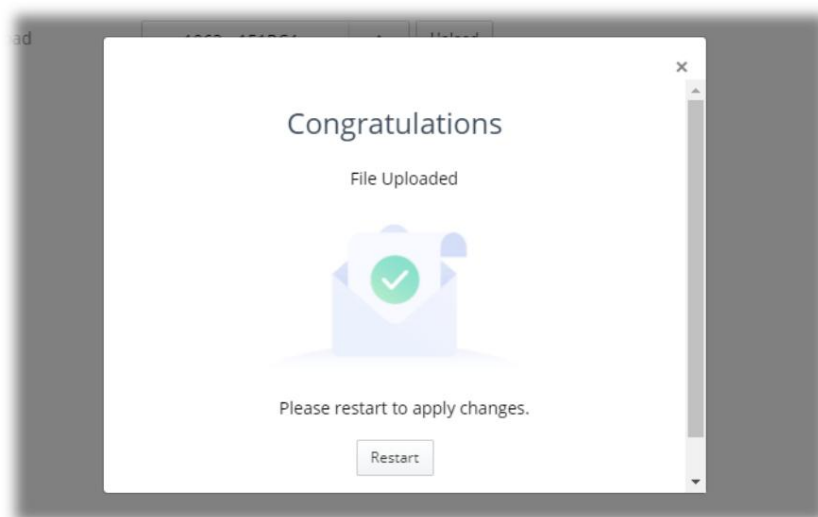 Congratulations
File Uploaded
Please restart to apply changes.
Restart